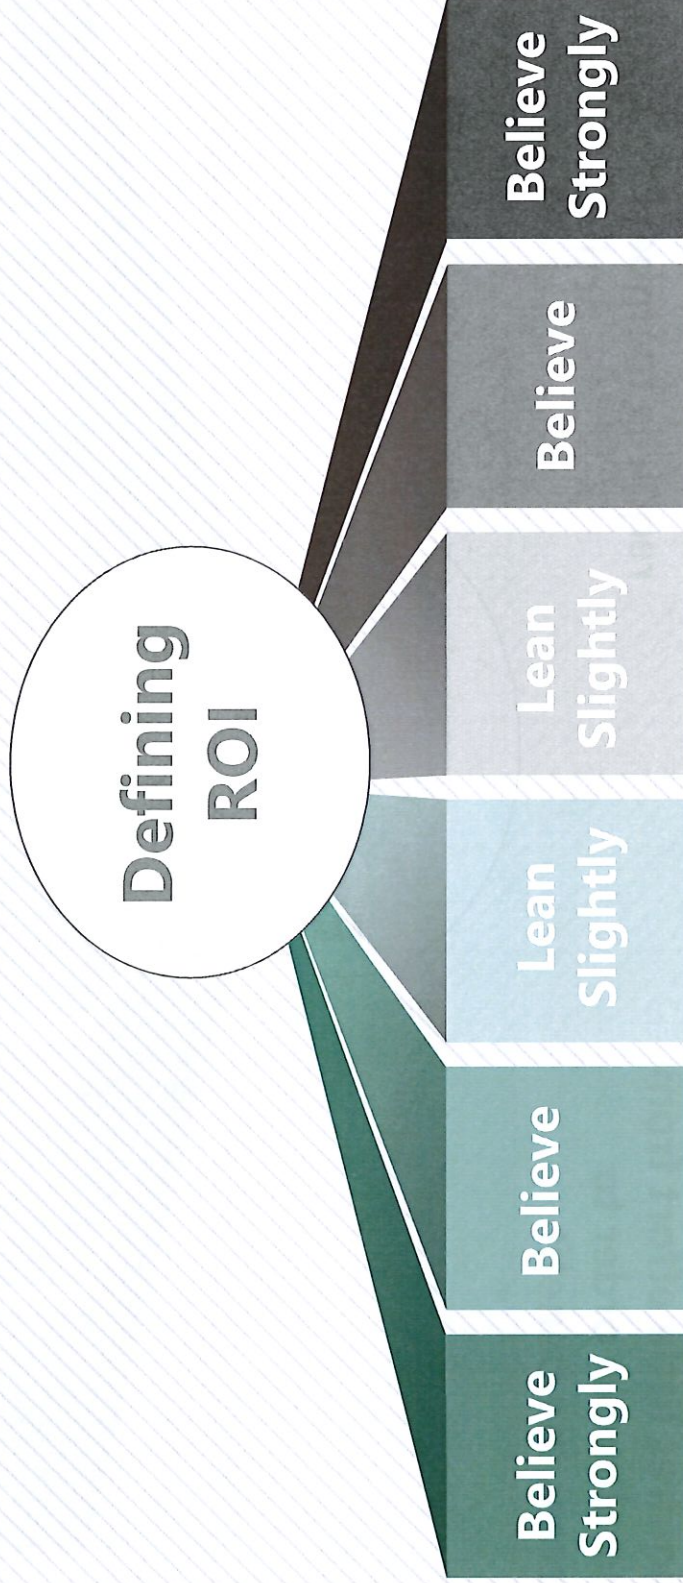 Defining
ROI
Believe
Strongly
Believe
Lean
Slightly
Lean
Slightly
Believe
Believe
Strongly